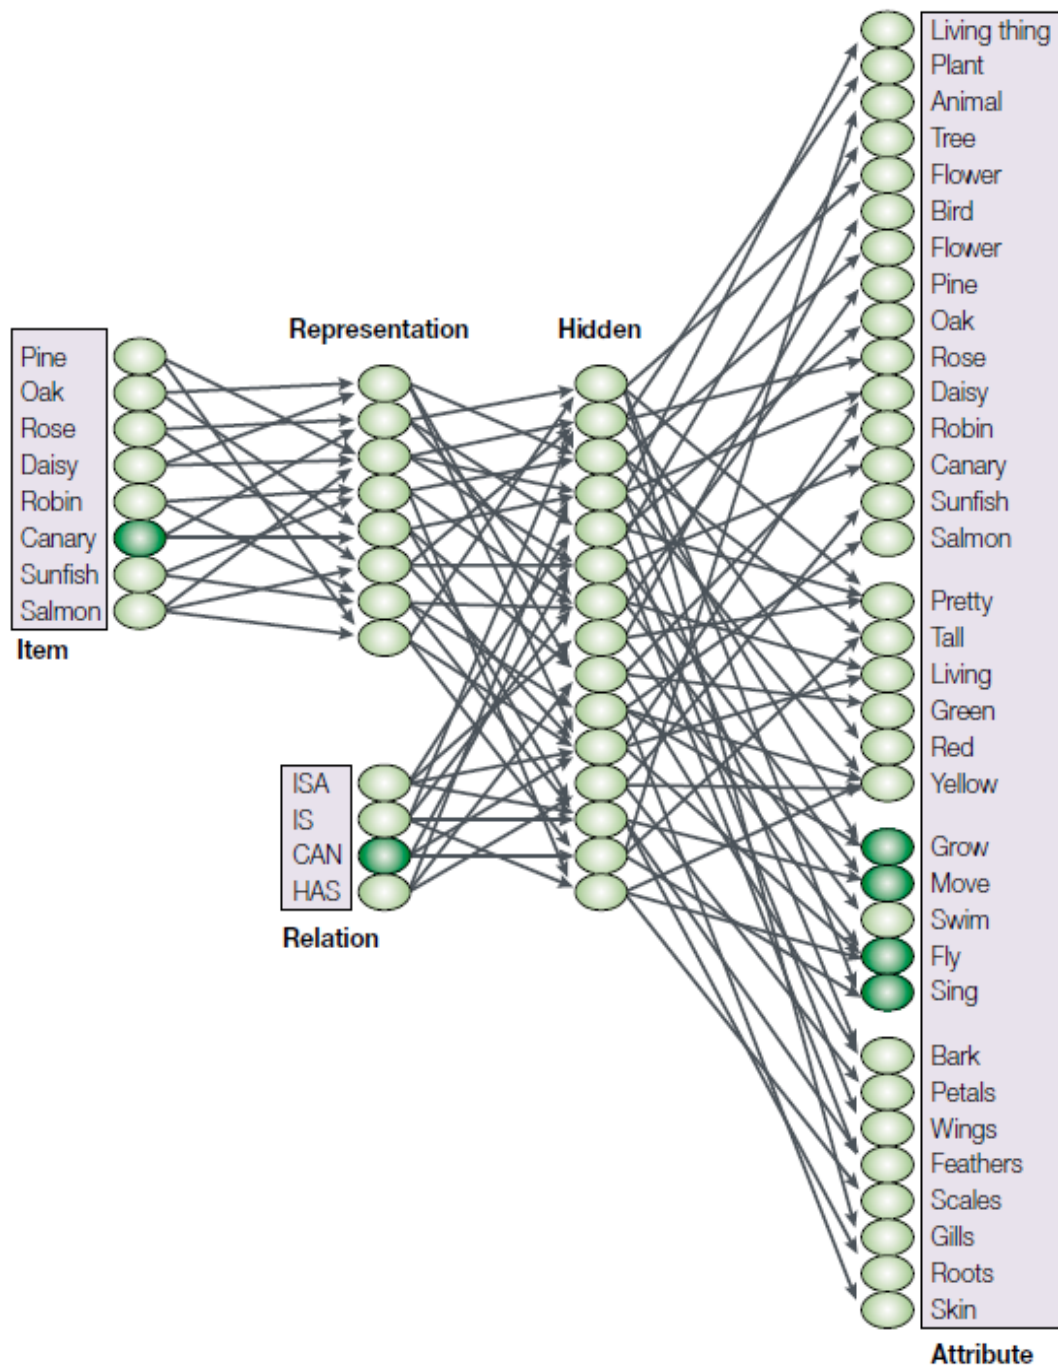 Representation
Hidden
Pine
Oak
Rose
Daisy
Robin
Canary
Sunfish
Salmon
Item
ISA
IS
CAN
HAS
Relation
Living thing
Plant
Animal
Tree
Flower
Bird
Flower
Pine
Oak
Rose
Daisy
Robin
Canary
Sunfish
Salmon
Pretty
Tall
Living
Green
Red
Yellow
Grow
Move
Swim
Fly
Sing
Bark
Petals
Wings
Feathers
Scales
Gills
Roots
Skin
Attribute